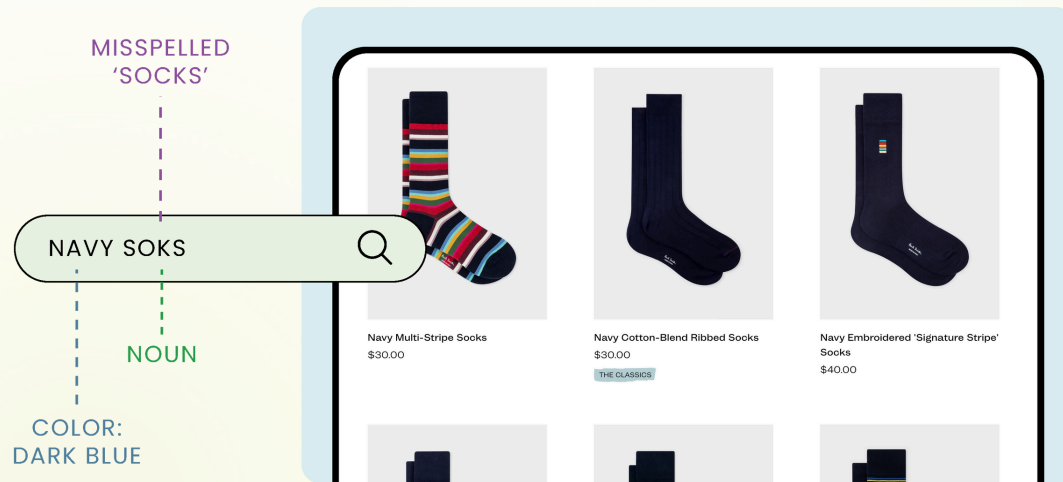 MISSPELLED
‘SOCKS’
NAVY SOKS
NOUN
COLOR:
DARK BLUE
Navy Multi-Stripe Socks
$30.00
Navy Cotton-Blend Ribbed Socks
$30.00
THE CLASSICS
Navy Embroidered 'Signature Stripe'
Socks
$40.00